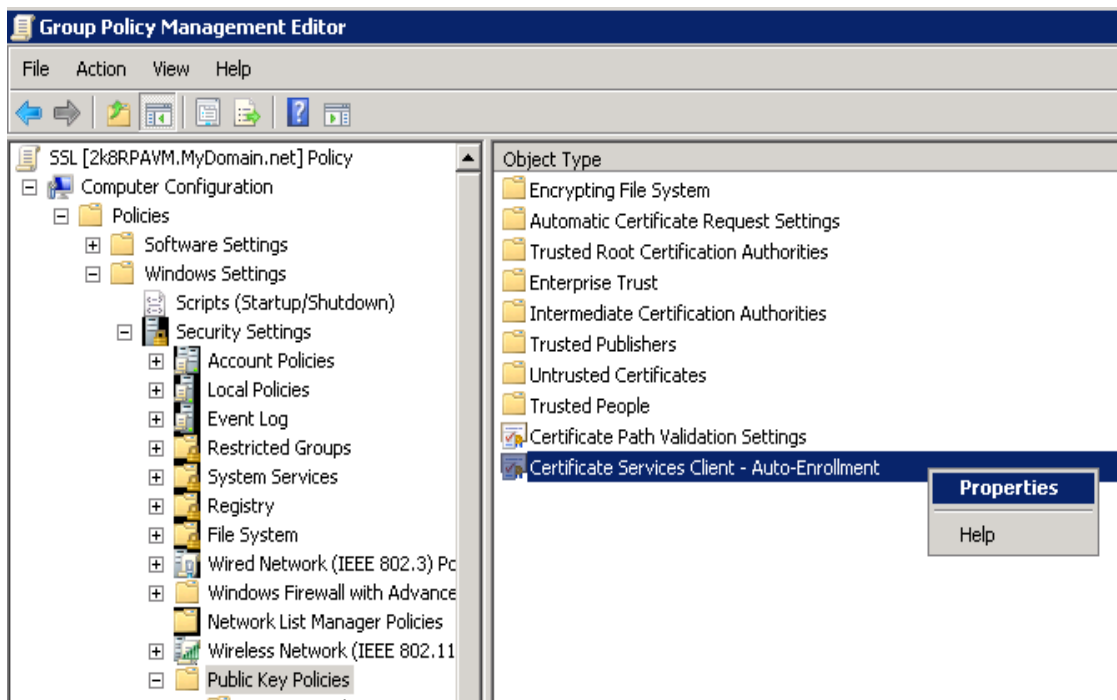 Group Policy Management Editor
File Action View Help
SSL [2k8RPAVM.MyDomain.net] Policy
Computer Configuration
Policies
Software Settings
Windows Settings
Scripts (Startup/Shutdown)
Security Settings
Account Policies
Local Policies
Event Log
Restricted Groups
System Services
Registry
File System
Wired Network (IEEE 802.3) Pc
Windows Firewall with Advance
Network List Manager Policies
Wireless Network (IEEE 802.11
Public Key Policies
Object Type
Encrypting File System
Automatic Certificate Request Settings
Trusted Root Certification Authorities
Enterprise Trust
Intermediate Certification Authorities
Trusted Publishers
Untrusted Certificates
Trusted People
Certificate Path Validation Settings
Certificate Services Client - Auto-Enrollment
Properties
Help